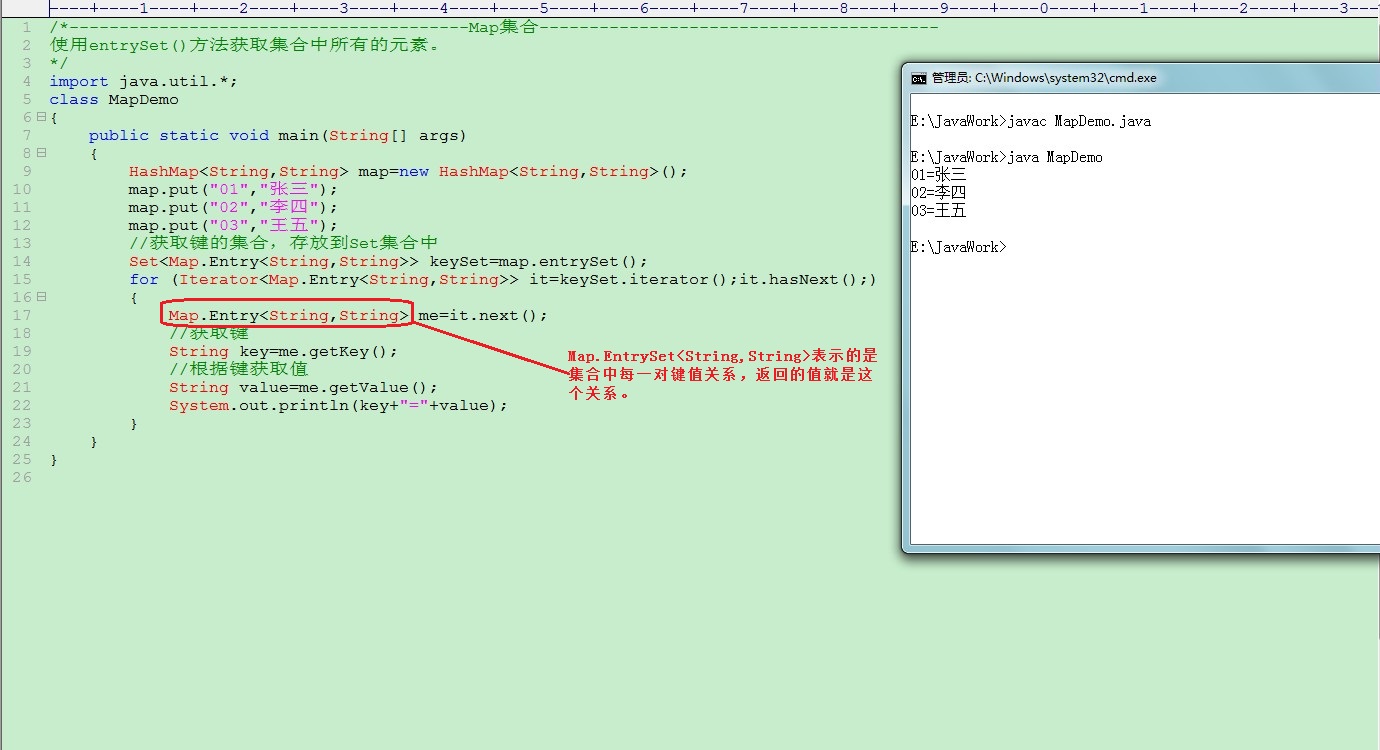 ----+----1----+----2----+----3----+----4----+----5----+----6----+----7----+----8----+----9----+----0----+----1----+----2----+----3---
1 /*----------------------------------------Map集合----------------------------------------
2 使用entrySet()方法获取集合中所有的元素。
3 */
4 import java.util.*;
5 class MapDemo
6 {
7 public static void main(String[] args)
8 {
9 HashMap<String,String> map=new HashMap<String,String>();
10 map.put("01","张三");
11 map.put("02","李四");
12 map.put("03","王五");
13 //获取键的集合，存放到Set集合中
14 Set<Map.Entry<String,String>> keySet=map.entrySet();
15 for (Iterator<Map.Entry<String,String>> it=keySet.iterator();it.hasNext();)
16 {
17 Map.Entry<String,String> me=it.next();
18 //获取键
19 String key=me.getKey();
20 //根据键获取值
21 String value=me.getValue();
22 System.out.println(key+"="+value);
23 }
24 }
25 }
26
Map.EntrySet<String,String>表示的是
集合中每一对键值关系，返回的值就是这
个关系。
管理员: C:\Windows\system32\cmd.exe
E:\JavaWork>javac MapDemo.java
E:\JavaWork>java MapDemo
01=张三
02=李四
03=王五
E:\JavaWork>